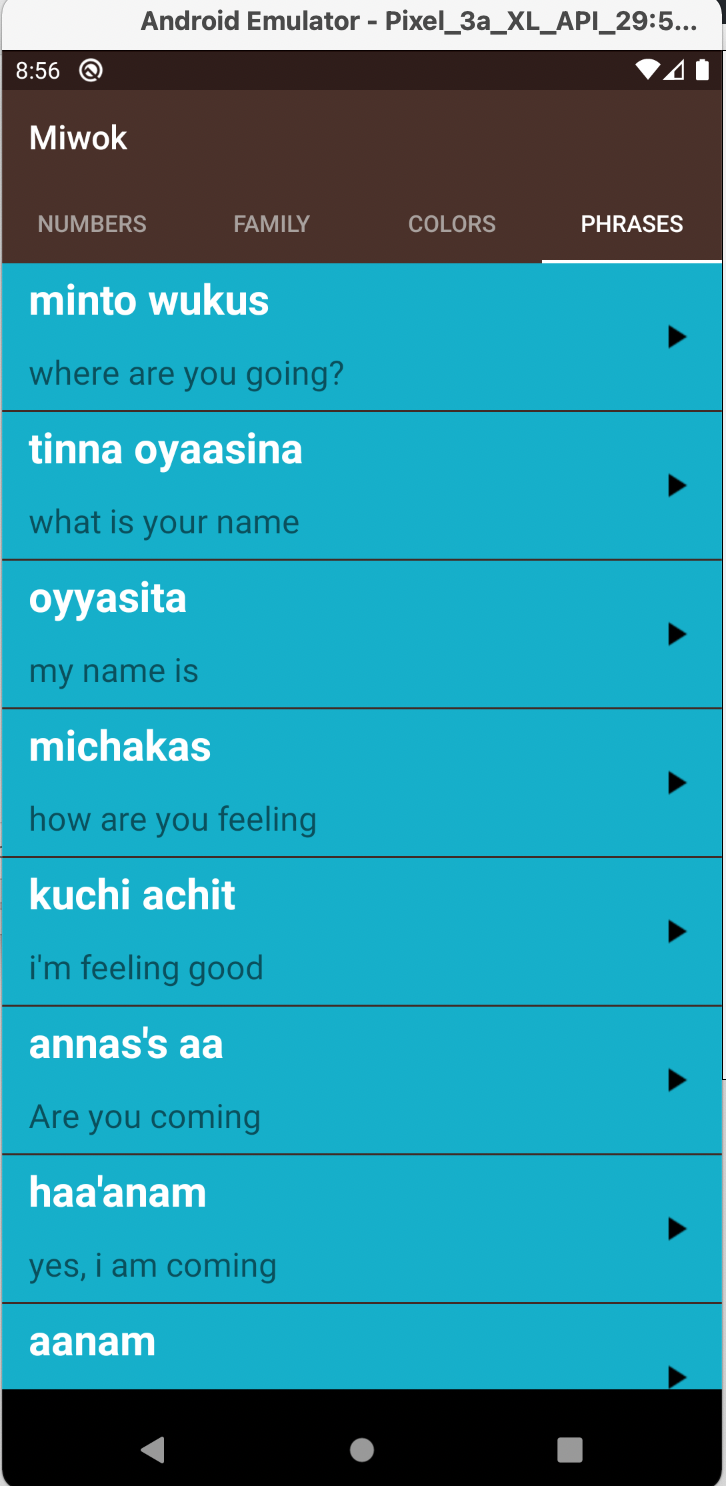 Android Emulator - Pixel_3a_XL_API_29:5...
8:56
Miwok
NUMBERS FAMILY COLORS PHRASES
minto wukus
where are you going?
tinna oyaasina
what is your name
oyyasita
my name is
michakas
how are you feeling
kuchi achit
i'm feeling good
annas's aa
Are you coming
haa'anam
yes, i am coming
aanam